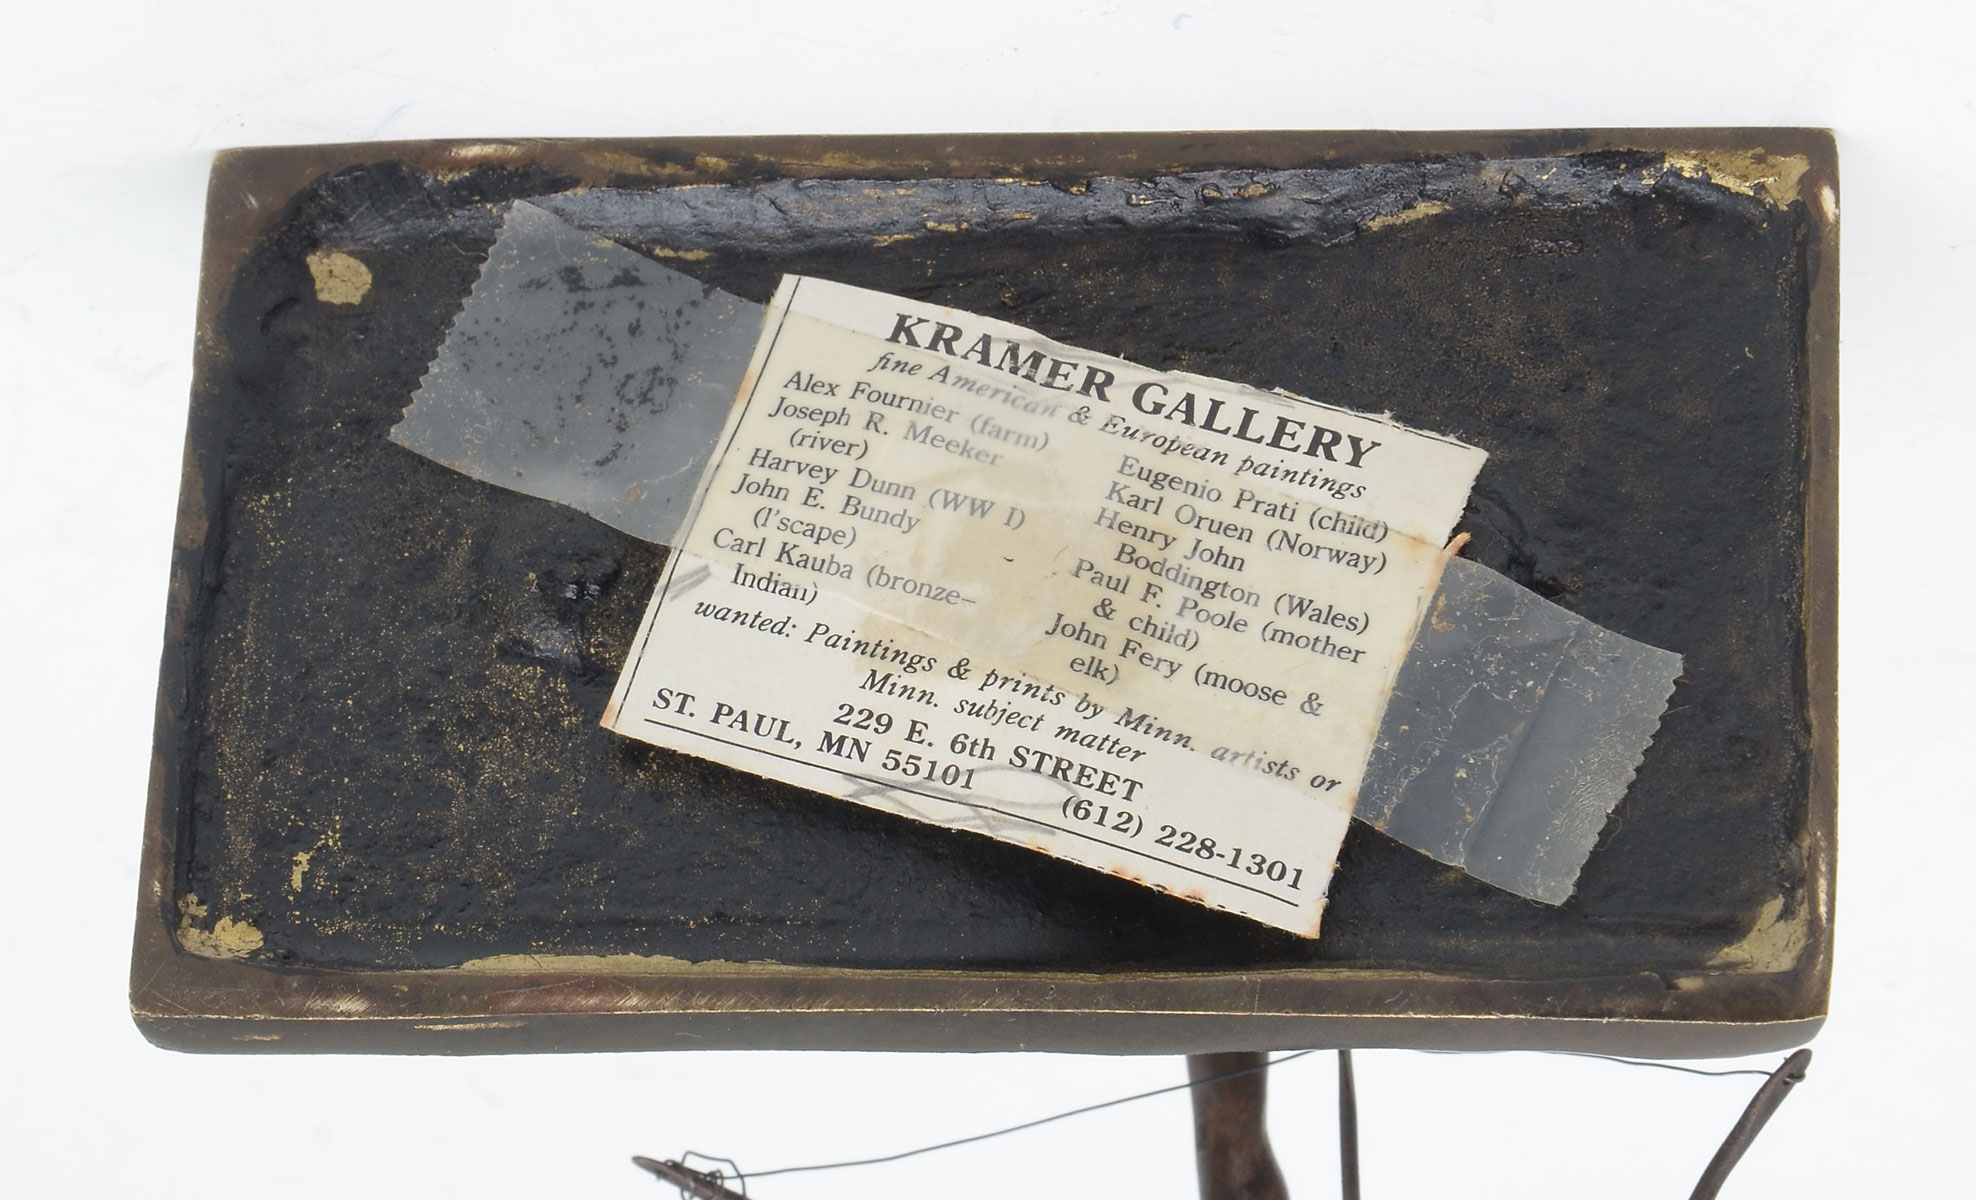 KRAMER GALLERY
fine American & European paintings
Alex Fournier (farm)
Joseph R. Meeker
(river)
Harvey Dunn (WW I)
John E. Bundy
(l'scape)
Carl Kauba (bronze–
Indian)
Eugenio Prati (child)
Karl Oruen (Norway)
Henry John
Boddington (Wales)
Paul F. Poole (mother
& child)
John Fery (moose &
elk)
wanted: Paintings & prints by Minn. artists or
Minn. subject matter
229 E. 6th STREET
ST. PAUL, MN 55101 (612) 228-1301